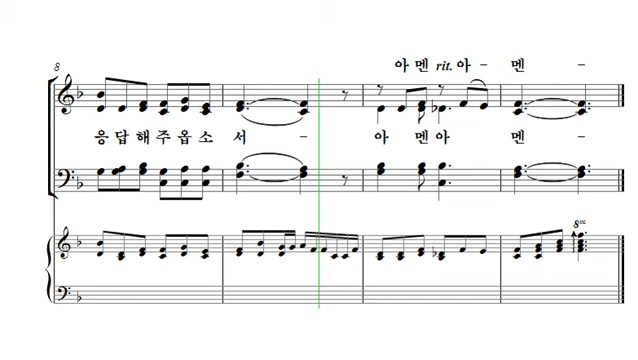 8
아 멘 rit. 아 - 멘 -
응 답 해 주 옵 소 서 - 아 멘 아 멘 -
8va